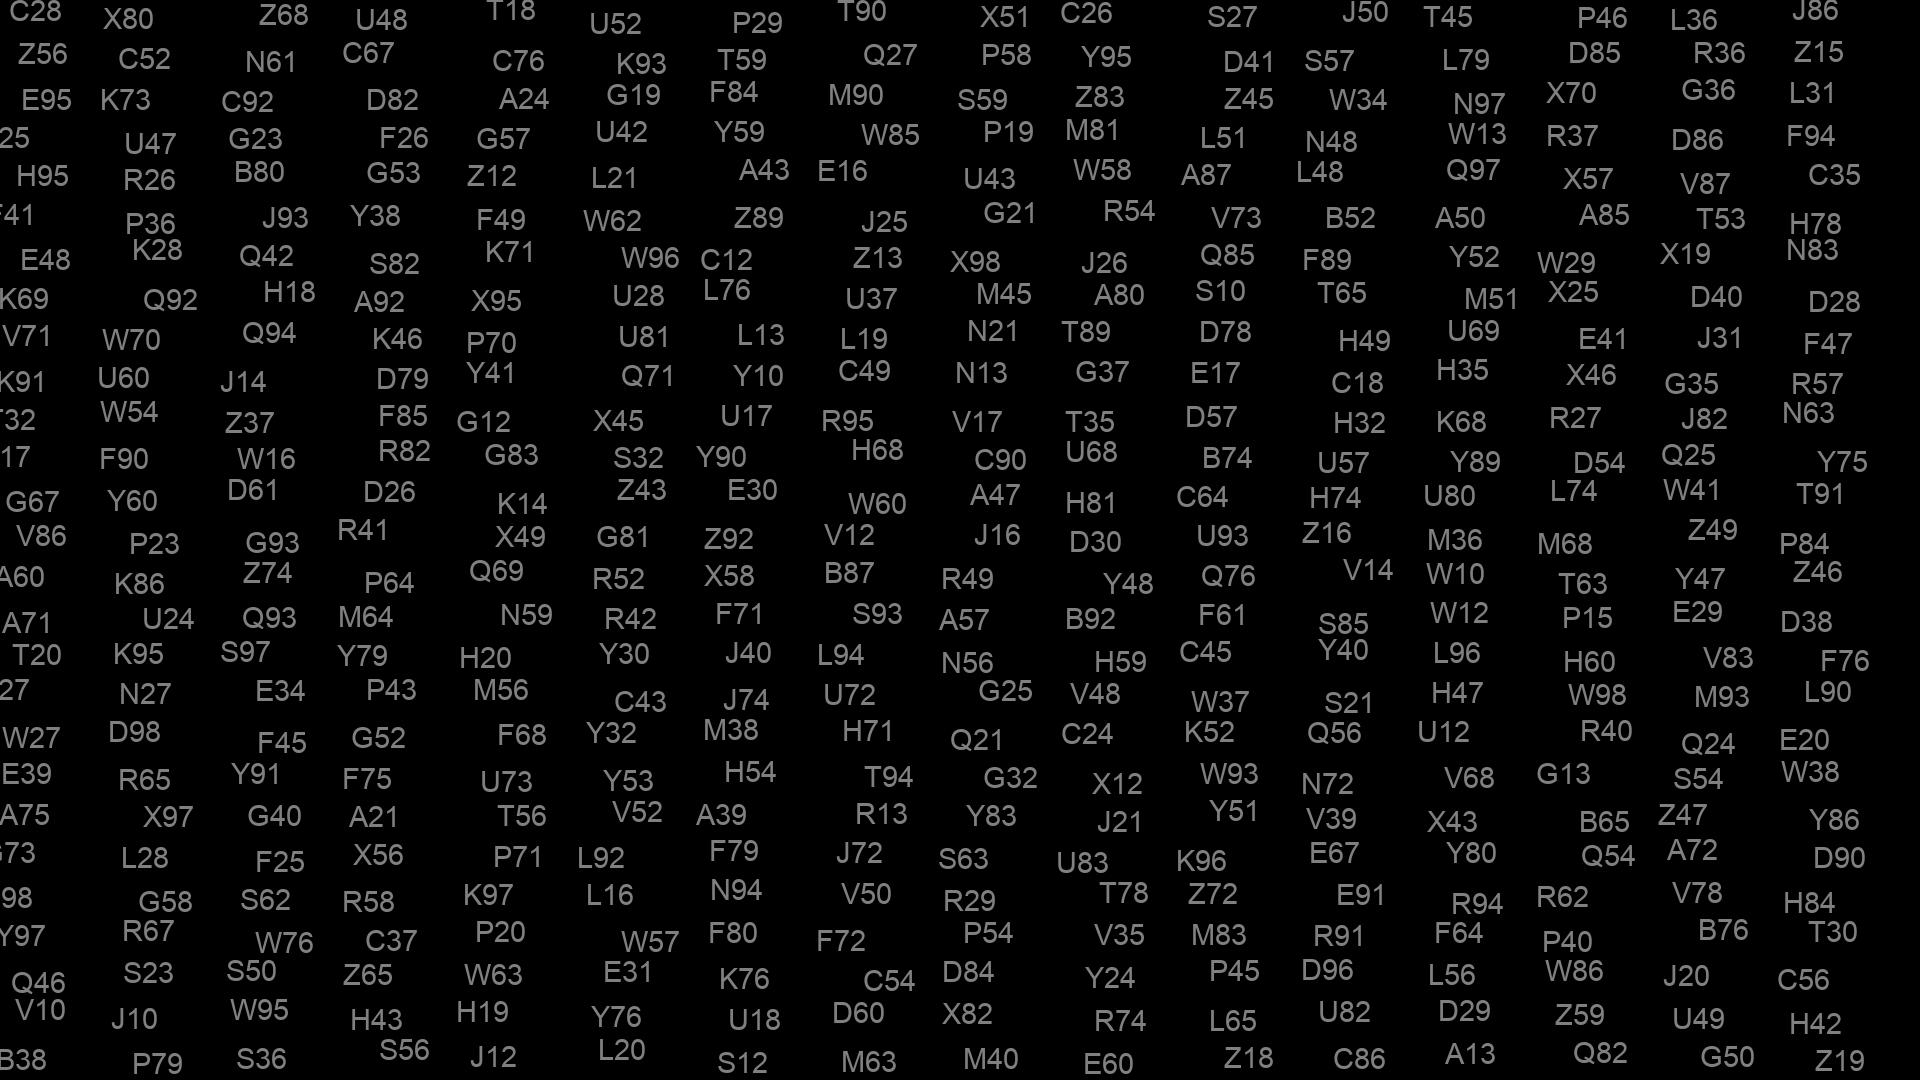 C28 X80 Z68 U48 T18 U52 P29 T90 X51 C26 S27 J50 T45 P46 L36 J86
Z56 C52 N61 C67 C76 K93 T59 Q27 P58 Y95 D41 S57 L79 D85 R36 Z15
E95 K73 C92 D82 A24 G19 F84 M90 S59 Z83 Z45 W34 N97 X70 G36 L31
25 U47 G23 F26 G57 U42 Y59 W85 P19 M81 L51 N48 W13 R37 D86 F94
H95 R26 B80 G53 Z12 L21 A43 E16 U43 W58 A87 L48 Q97 X57 V87 C35
F41 P36 J93 Y38 F49 W62 Z89 J25 G21 R54 V73 B52 A50 A85 T53 H78
E48 K28 Q42 S82 K71 W96 C12 Z13 X98 J26 Q85 F89 Y52 W29 X19 N83
K69 Q92 H18 A92 X95 U28 L76 U37 M45 A80 S10 T65 M51 X25 D40 D28
V71 W70 Q94 K46 P70 U81 L13 L19 N21 T89 D78 H49 U69 E41 J31 F47
K91 U60 J14 D79 Y41 Q71 Y10 C49 N13 G37 E17 C18 H35 X46 G35 R57
32 W54 Z37 F85 G12 X45 U17 R95 V17 T35 D57 H32 K68 R27 J82 N63
17 F90 W16 R82 G83 S32 Y90 H68 C90 U68 B74 U57 Y89 D54 Q25 Y75
G67 Y60 D61 D26 K14 Z43 E30 W60 A47 H81 C64 H74 U80 L74 W41 T91
V86 P23 G93 R41 X49 G81 Z92 V12 J16 D30 U93 Z16 M36 M68 Z49 P84
A60 K86 Z74 P64 Q69 R52 X58 B87 R49 Y48 Q76 V14 W10 T63 Y47 Z46
A71 U24 Q93 M64 N59 R42 F71 S93 A57 B92 F61 S85 W12 P15 E29 D38
T20 K95 S97 Y79 H20 Y30 J40 L94 N56 H59 C45 Y40 L96 H60 V83 F76
27 N27 E34 P43 M56 C43 J74 U72 G25 V48 W37 S21 H47 W98 M93 L90
W27 D98 F45 G52 F68 Y32 M38 H71 Q21 C24 K52 Q56 U12 R40 Q24 E20
E39 R65 Y91 F75 U73 Y53 H54 T94 G32 X12 W93 N72 V68 G13 S54 W38
A75 X97 G40 A21 T56 V52 A39 R13 Y83 J21 Y51 V39 X43 B65 Z47 Y86
73 L28 F25 X56 P71 L92 F79 J72 S63 U83 K96 E67 Y80 Q54 A72 D90
98 G58 S62 R58 K97 L16 N94 V50 R29 T78 Z72 E91 R94 R62 V78 H84
Y97 R67 W76 C37 P20 W57 F80 F72 P54 V35 M83 R91 F64 P40 B76 T30
Q46 S23 S50 Z65 W63 E31 K76 C54 D84 Y24 P45 D96 L56 W86 J20 C56
V10 J10 W95 H43 H19 Y76 U18 D60 X82 R74 L65 U82 D29 Z59 U49 H42
B38 P79 S36 S56 J12 L20 S12 M63 M40 E60 Z18 C86 A13 Q82 G50 Z19